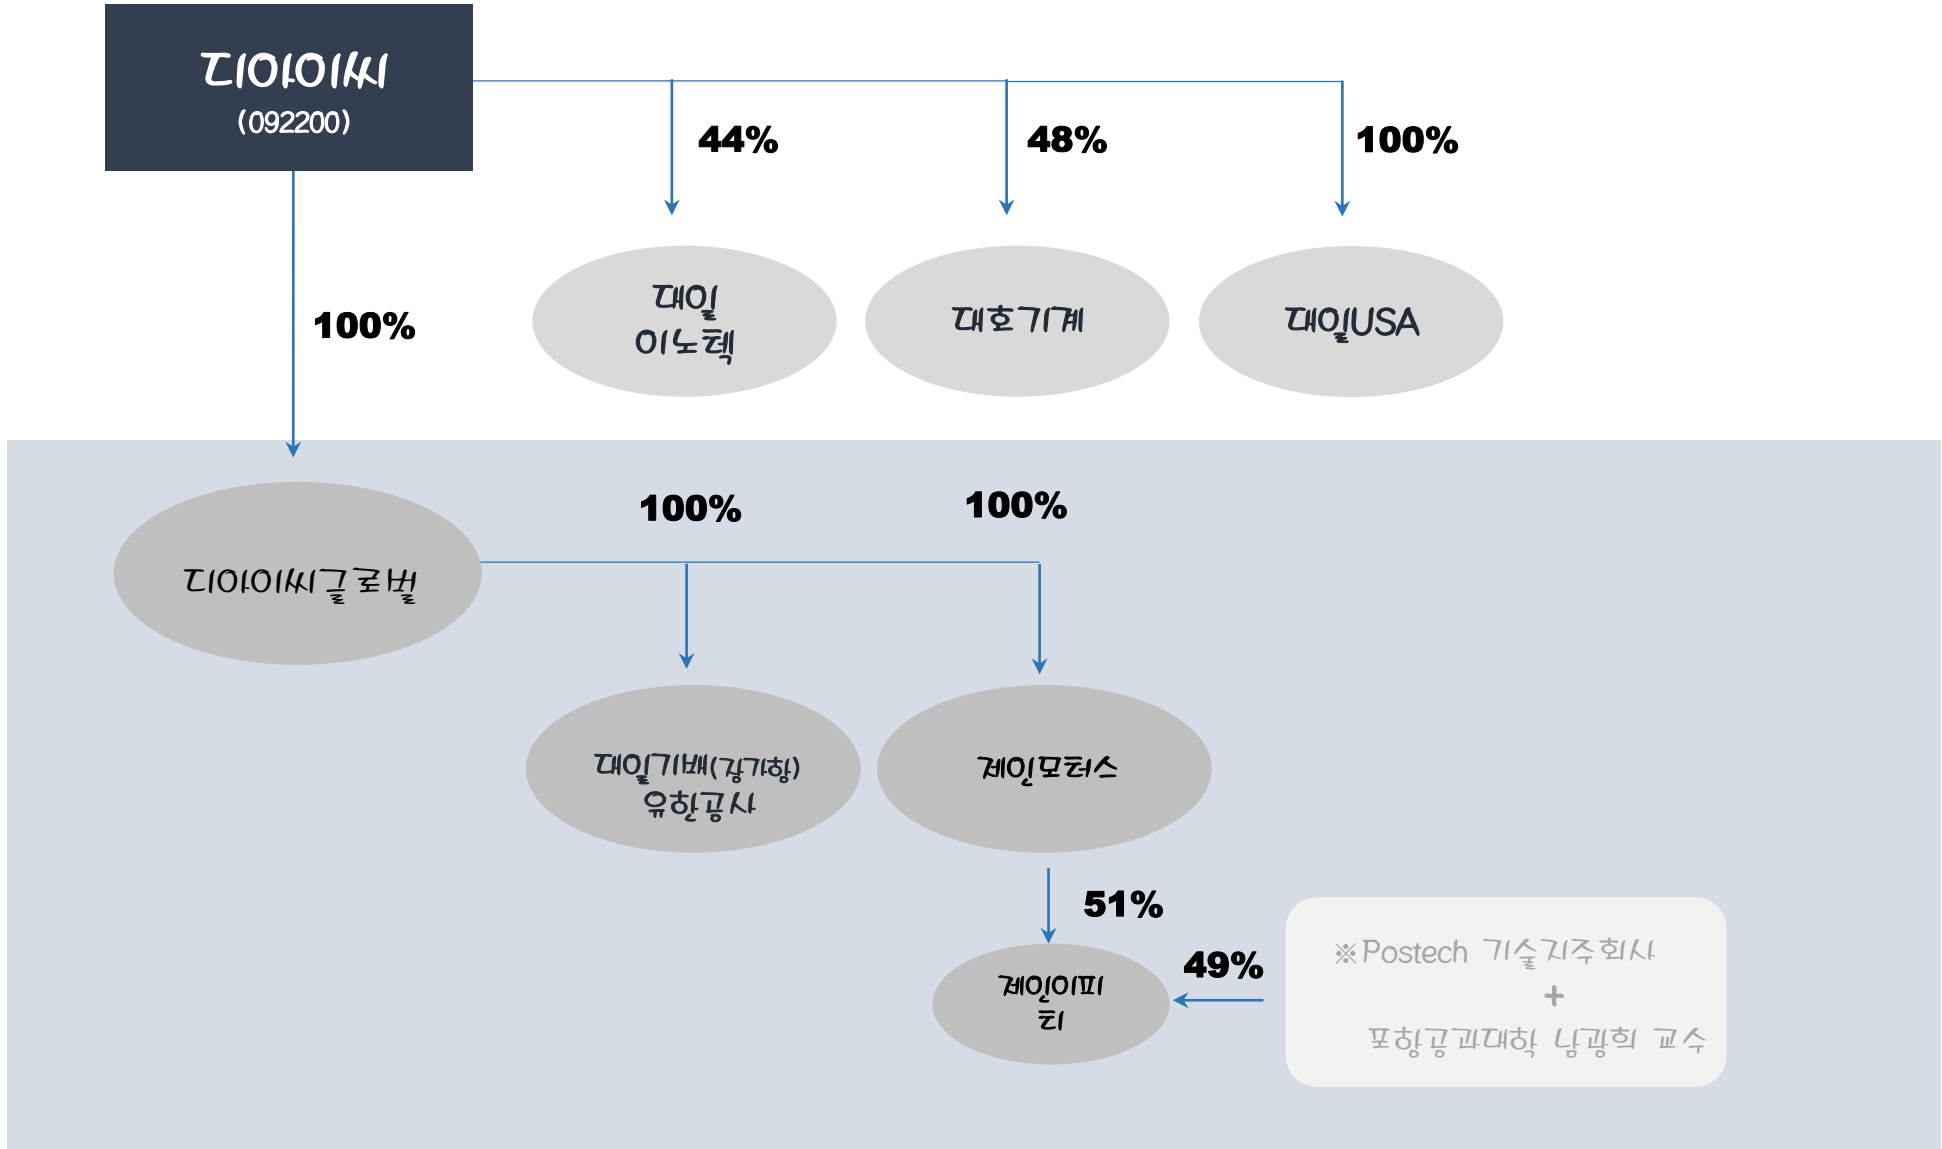 디아이씨
(092200)
44%
48%
100%
100%
대일
이노텍
대호기계
대일USA
100%
100%
디아이씨글로벌
대일기배(장가항)
유한공사
제인모터스
51%
49%
제인이피
티
※Postech 기술지주회사
+
포항공과대학 남광희 교수